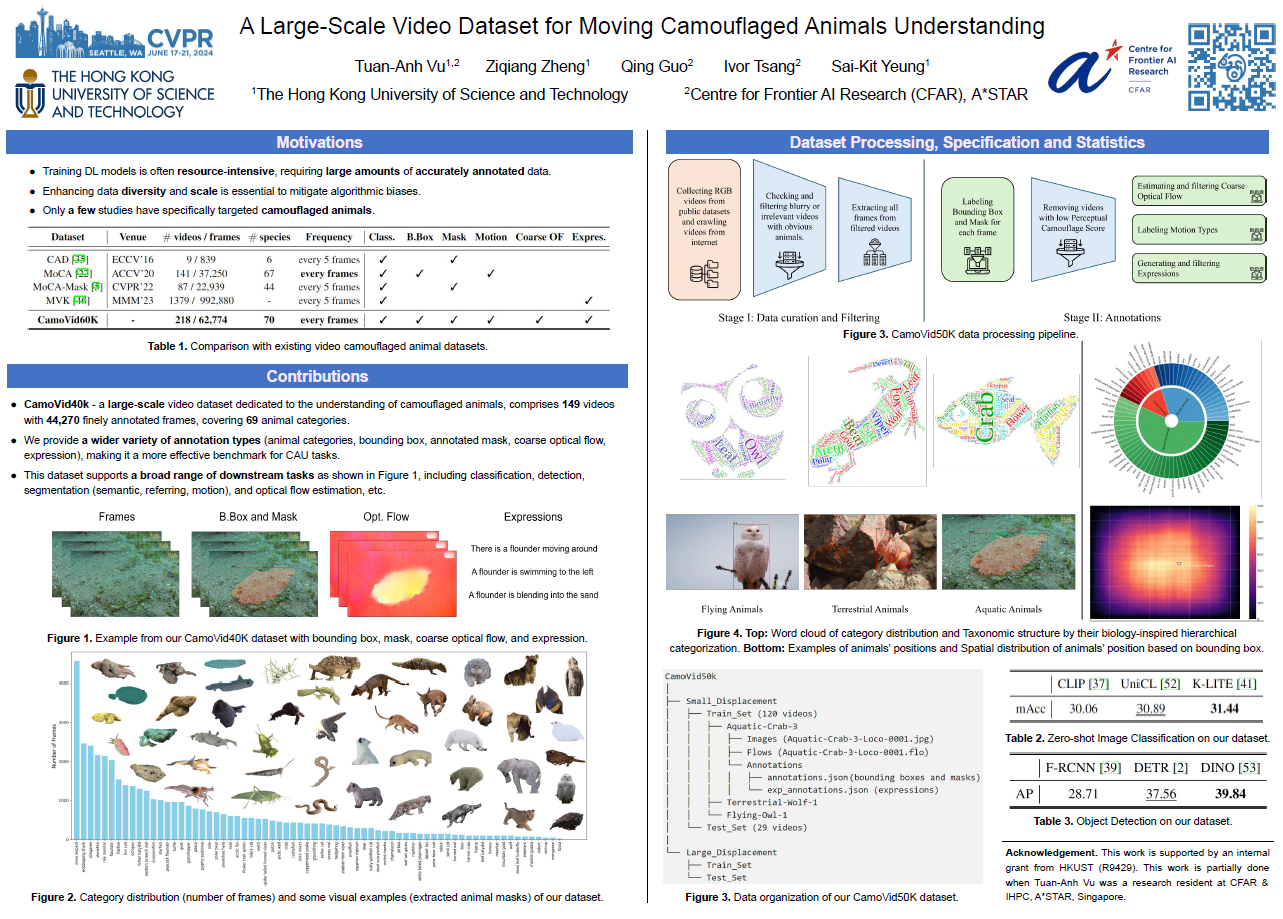 CVPR
SEATTLE, WA JUNE 17-21, 2024
THE HONG KONG
UNIVERSITY OF SCIENCE
AND TECHNOLOGY
A Large-Scale Video Dataset for Moving Camouflaged Animals Understanding
Tuan-Anh Vu1,2 Ziqiang Zheng1 Qing Guo2 Ivor Tsang2 Sai-Kit Yeung1
1The Hong Kong University of Science and Technology 2Centre for Frontier AI Research (CFAR), A*STAR
Centre for
Frontier AI
Research
CFAR
Motivations
• Training DL models is often resource-intensive, requiring large amounts of accurately annotated data.
• Enhancing data diversity and scale is essential to mitigate algorithmic biases.
• Only a few studies have specifically targeted camouflaged animals.
Dataset Venue # videos / frames # species Frequency Class. B.Box Mask Motion Coarse OF Expres.
CAD [35] ECCV'16 9 / 839 6 every 5 frames ✓ ✓
MoCA [22] ACCV'20 141 / 37,250 67 every frames ✓ ✓ ✓
MoCA-Mask [5] CVPR'22 87 / 22,939 44 every 5 frames ✓ ✓
MVK [46] MMM'23 1379 / 992,880 - every 5 frames ✓ ✓
CamoVid60K - 218 / 62,774 70 every frames ✓ ✓ ✓ ✓ ✓ ✓
Table 1. Comparison with existing video camouflaged animal datasets.
Contributions
• CamoVid40k - a large-scale video dataset dedicated to the understanding of camouflaged animals, comprises 149 videos
with 44,270 finely annotated frames, covering 69 animal categories.
• We provide a wider variety of annotation types (animal categories, bounding box, annotated mask, coarse optical flow,
expression), making it a more effective benchmark for CAU tasks.
• This dataset supports a broad range of downstream tasks as shown in Figure 1, including classification, detection,
segmentation (semantic, referring, motion), and optical flow estimation, etc.
Frames B.Box and Mask Opt. Flow Expressions
There is a flounder moving around
A flounder is swimming to the left
A flounder is blending into the sand
Figure 1. Example from our CamoVid40K dataset with bounding box, mask, coarse optical flow, and expression.
Number of frames
Figure 2. Category distribution (number of frames) and some visual examples (extracted animal masks) of our dataset.
Dataset Processing, Specification and Statistics
Collecting RGB
videos from
public datasets
and crawling
videos from
internet
Checking and
filtering blurry or
irrelevant videos
with obvious
animals.
Extracting all
frames from
filtered videos
Labeling
Bounding Box
and Mask for
each frame
Removing videos
with low Perceptual
Camouflage Score
Estimating and filtering Coarse
Optical Flow
Labeling Motion Types
Generating and filtering
Expressions
Stage I: Data curation and Filtering Stage II: Annotations
Figure 3. CamoVid50K data processing pipeline.
Butterfly
Owl
Arctic
Bear
Polar
Wolf
Fox
Leaf
Viper
Crab
Flower
Octopus
Flying Animals Terrestrial Animals Aquatic Animals
Figure 4. Top: Word cloud of category distribution and Taxonomic structure by their biology-inspired hierarchical
categorization. Bottom: Examples of animals' positions and Spatial distribution of animals' position based on bounding box.
CamoVid50k
Small_Displacement
Train_Set (120 videos)
Aquatic-Crab-3
Images (Aquatic-Crab-3-Loco-0001.jpg)
Flows (Aquatic-Crab-3-Loco-0001.flo)
Annotations
annotations.json(bounding boxes and masks)
exp_annotations.json (expressions)
Terrestrial-Wolf-1
Flying-Owl-1
Test_Set (29 videos)
Large_Displacement
Train_Set
Test_Set
Figure 3. Data organization of our CamoVid50K dataset.
CLIP [37] UniCL [52] K-LITE [41]
mAcc 30.06 30.89 31.44
Table 2. Zero-shot Image Classification on our dataset.
F-RCNN [39] DETR [2] DINO [53]
AP 28.71 37.56 39.84
Table 3. Object Detection on our dataset.
Acknowledgement. This work is supported by an internal
grant from HKUST (R9429). This work is partially done
when Tuan-Anh Vu was a research resident at CFAR &
IHPC, A*STAR, Singapore.